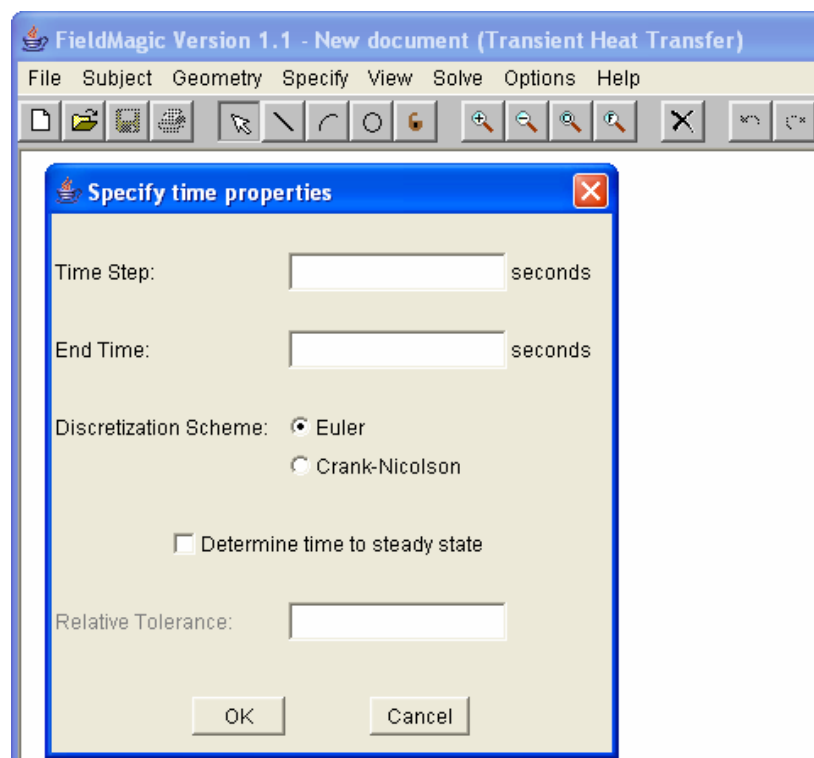 FieldMagic Version 1.1 - New document (Transient Heat Transfer)
File Subject Geometry Specify View Solve Options Help
Specify time properties
Time Step: seconds
End Time: seconds
Discretization Scheme: Euler
Crank-Nicolson
Determine time to steady state
Relative Tolerance:
OK Cancel